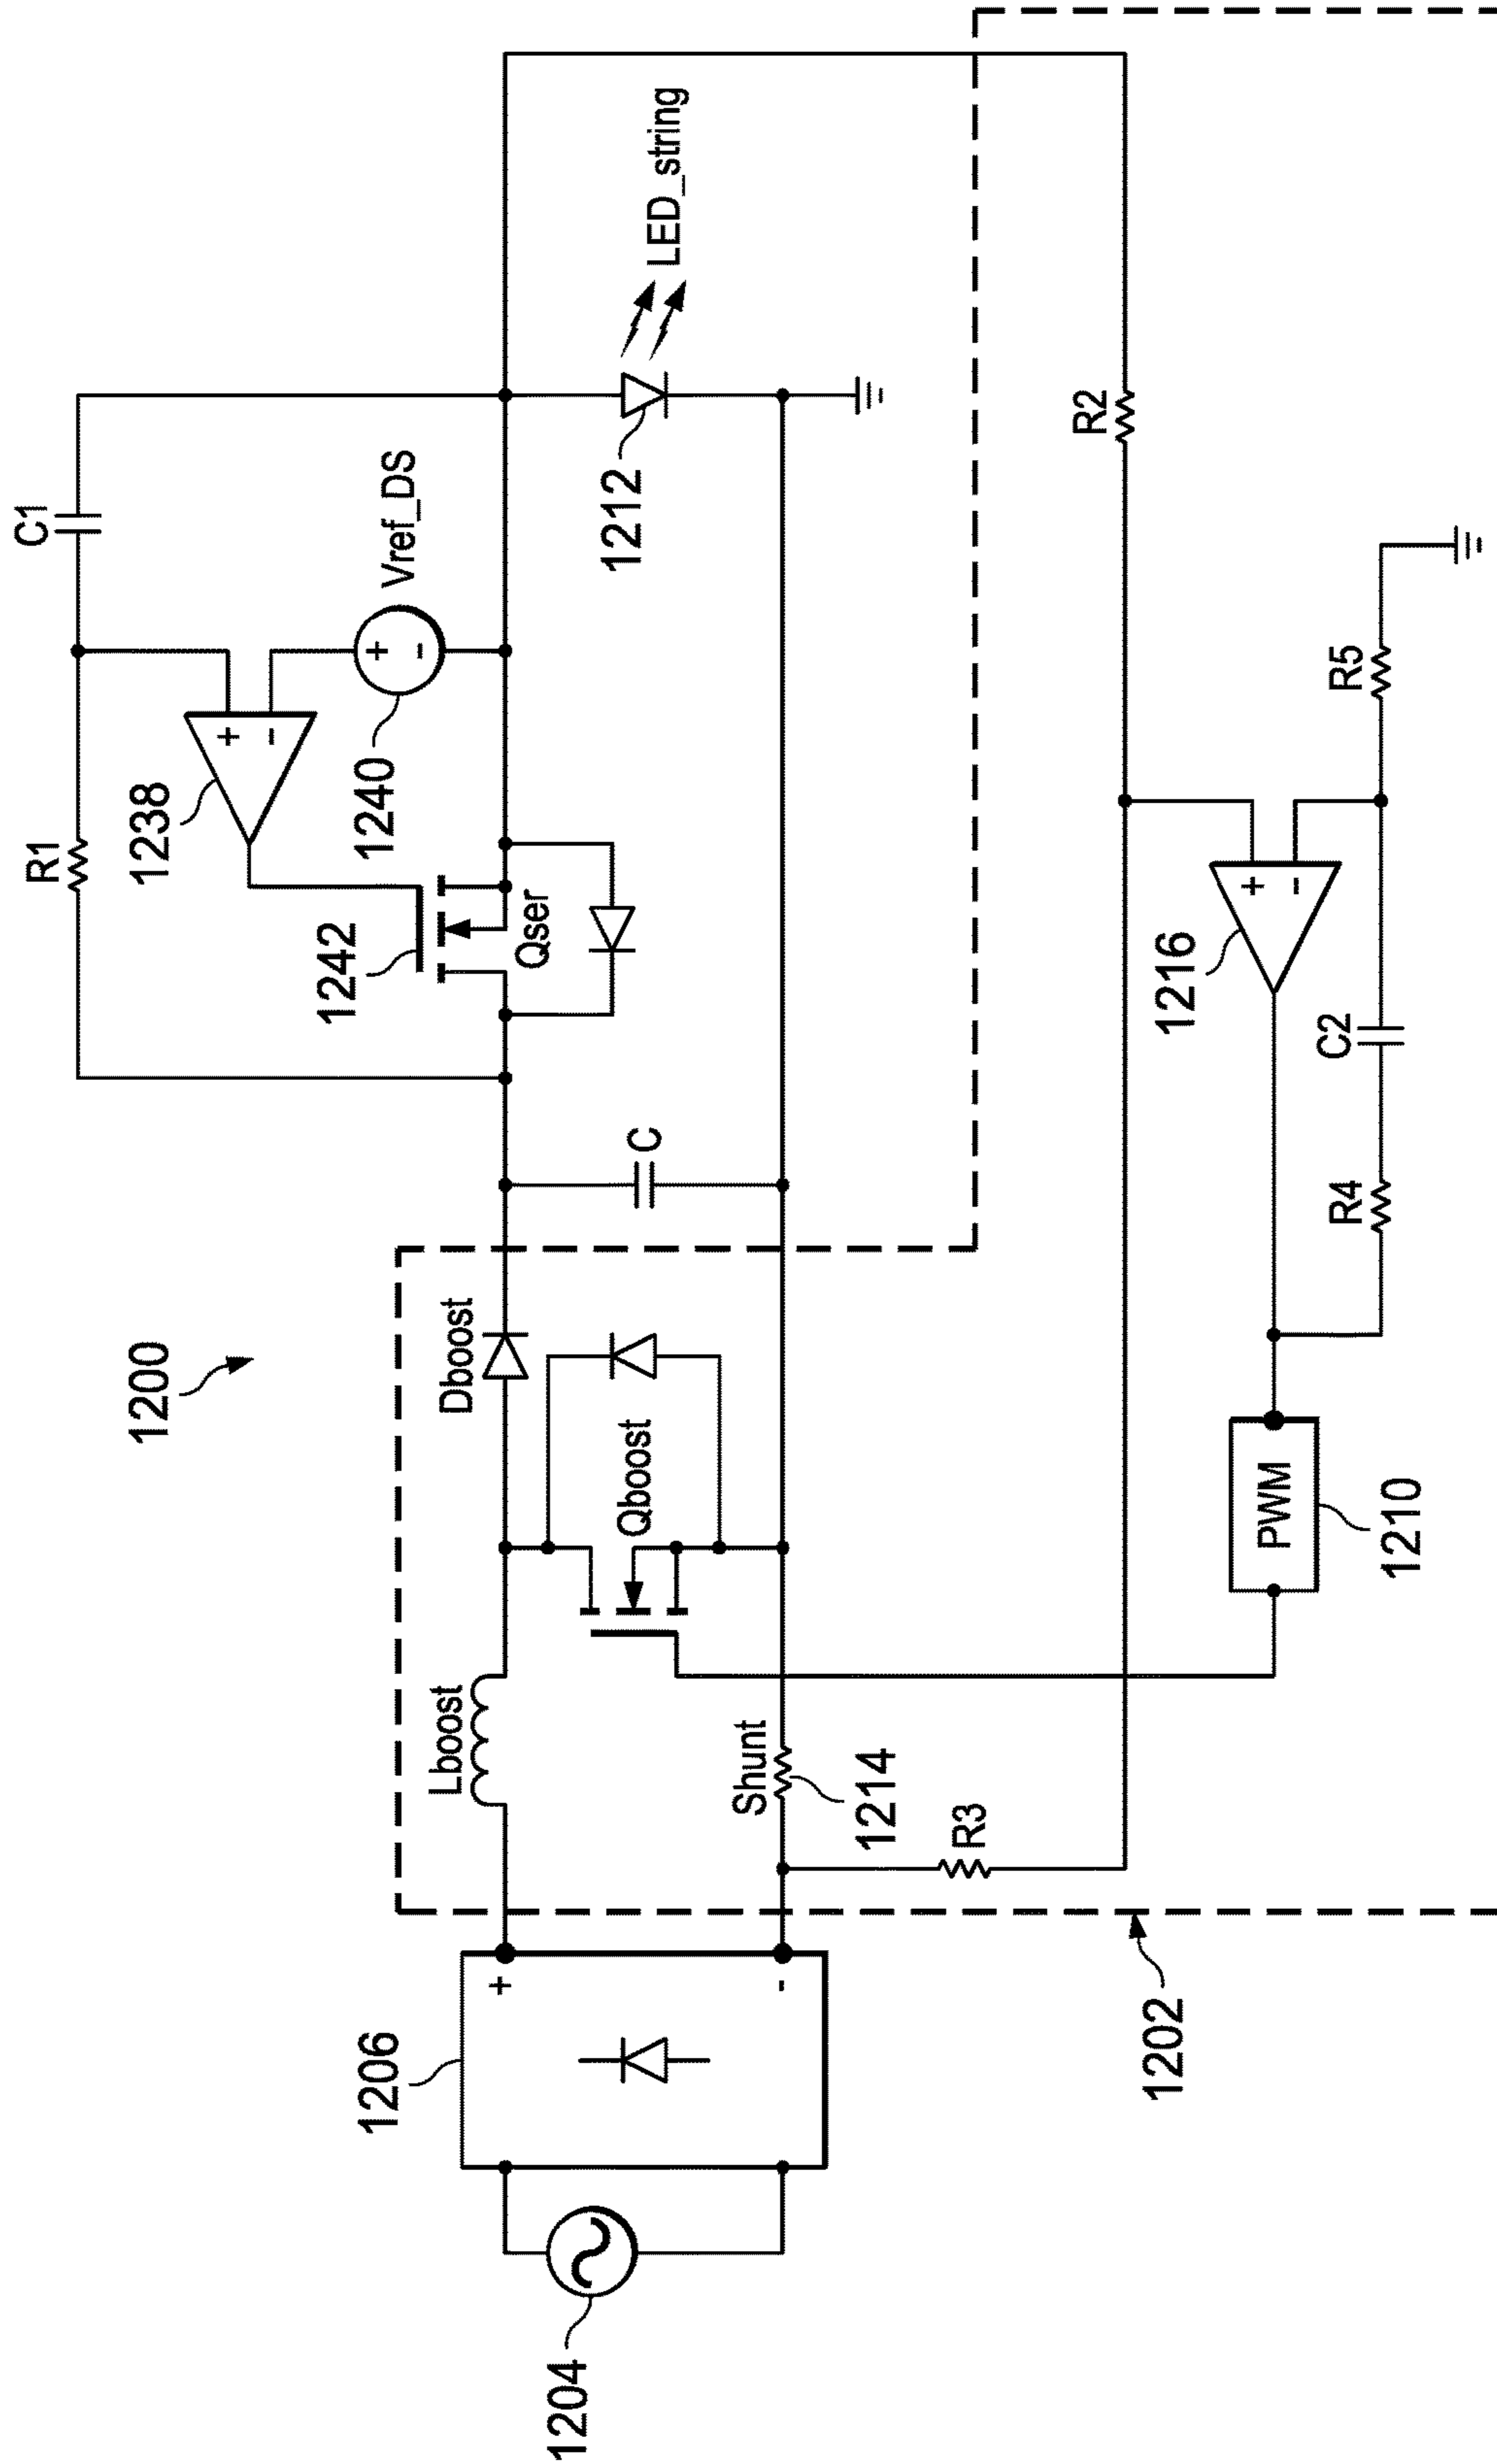 1200
R1
C1
1238
+
-
+
-
Vref_DS
1240
1242
Qser
Lboost
Dboost
C
1212
LED_string
1206
+
-
Qboost
Shunt
1214
1204
R3
R2
1202
1216
+
-
PWM
1210
R4
C2
R5